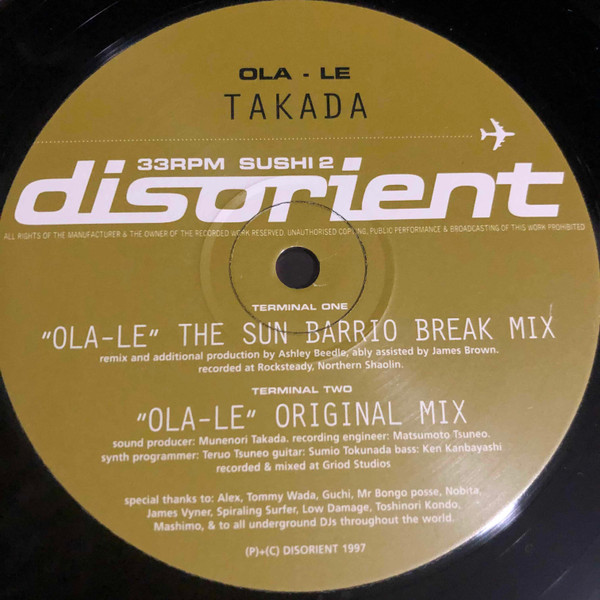 OLA - LE
TAKADA
33RPM SUSHI 2
disorient
ALL RIGHTS OF THE MANUFACTURER & THE OWNER OF THE RECORDED WORK RESERVED. UNAUTHORISED COPYING, PUBLIC PERFORMANCE & BROADCASTING OF THIS WORK PROHIBITED
TERMINAL ONE
"OLA-LE" THE SUN BARRIO BREAK MIX
remix and additional production by Ashley Beedle, ably assisted by James Brown.
recorded at Rocksteady, Northern Shaolin.
TERMINAL TWO
"OLA-LE" ORIGINAL MIX
sound producer: Munenori Takada. recording engineer: Matsumoto Tsuneo.
synth programmer: Teruo Tsuneo guitar: Sumio Tokunada bass: Ken Kanbayashi
recorded & mixed at Griod Studios
special thanks to: Alex, Tommy Wada, Guchi, Mr Bongo posse, Nobita,
James Vyner, Spiraling Surfer, Low Damage, Toshinori Kondo,
Mashimo, & to all underground DJs throughout the world.
(P)+(C) DISORIENT 1997